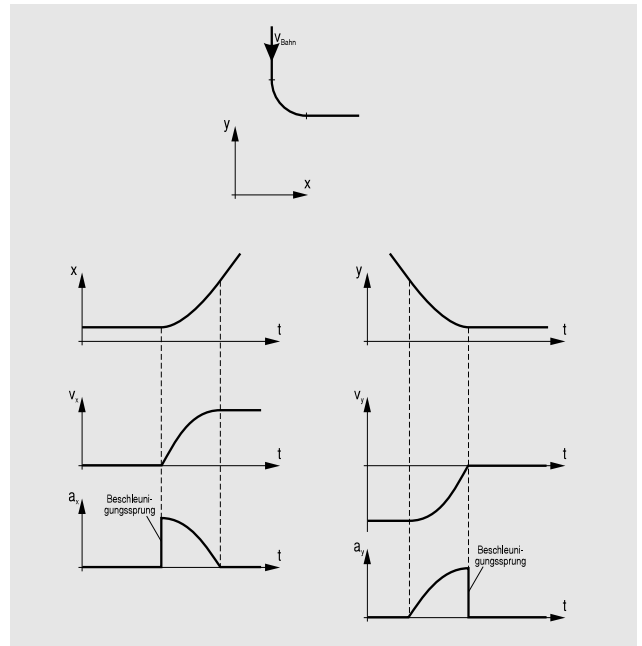 v_Bahn
y
x
x
t
y
t
v_x
t
v_y
t
a_x
Beschleuni-
gungssprung
t
a_y
Beschleuni-
gungssprung
t